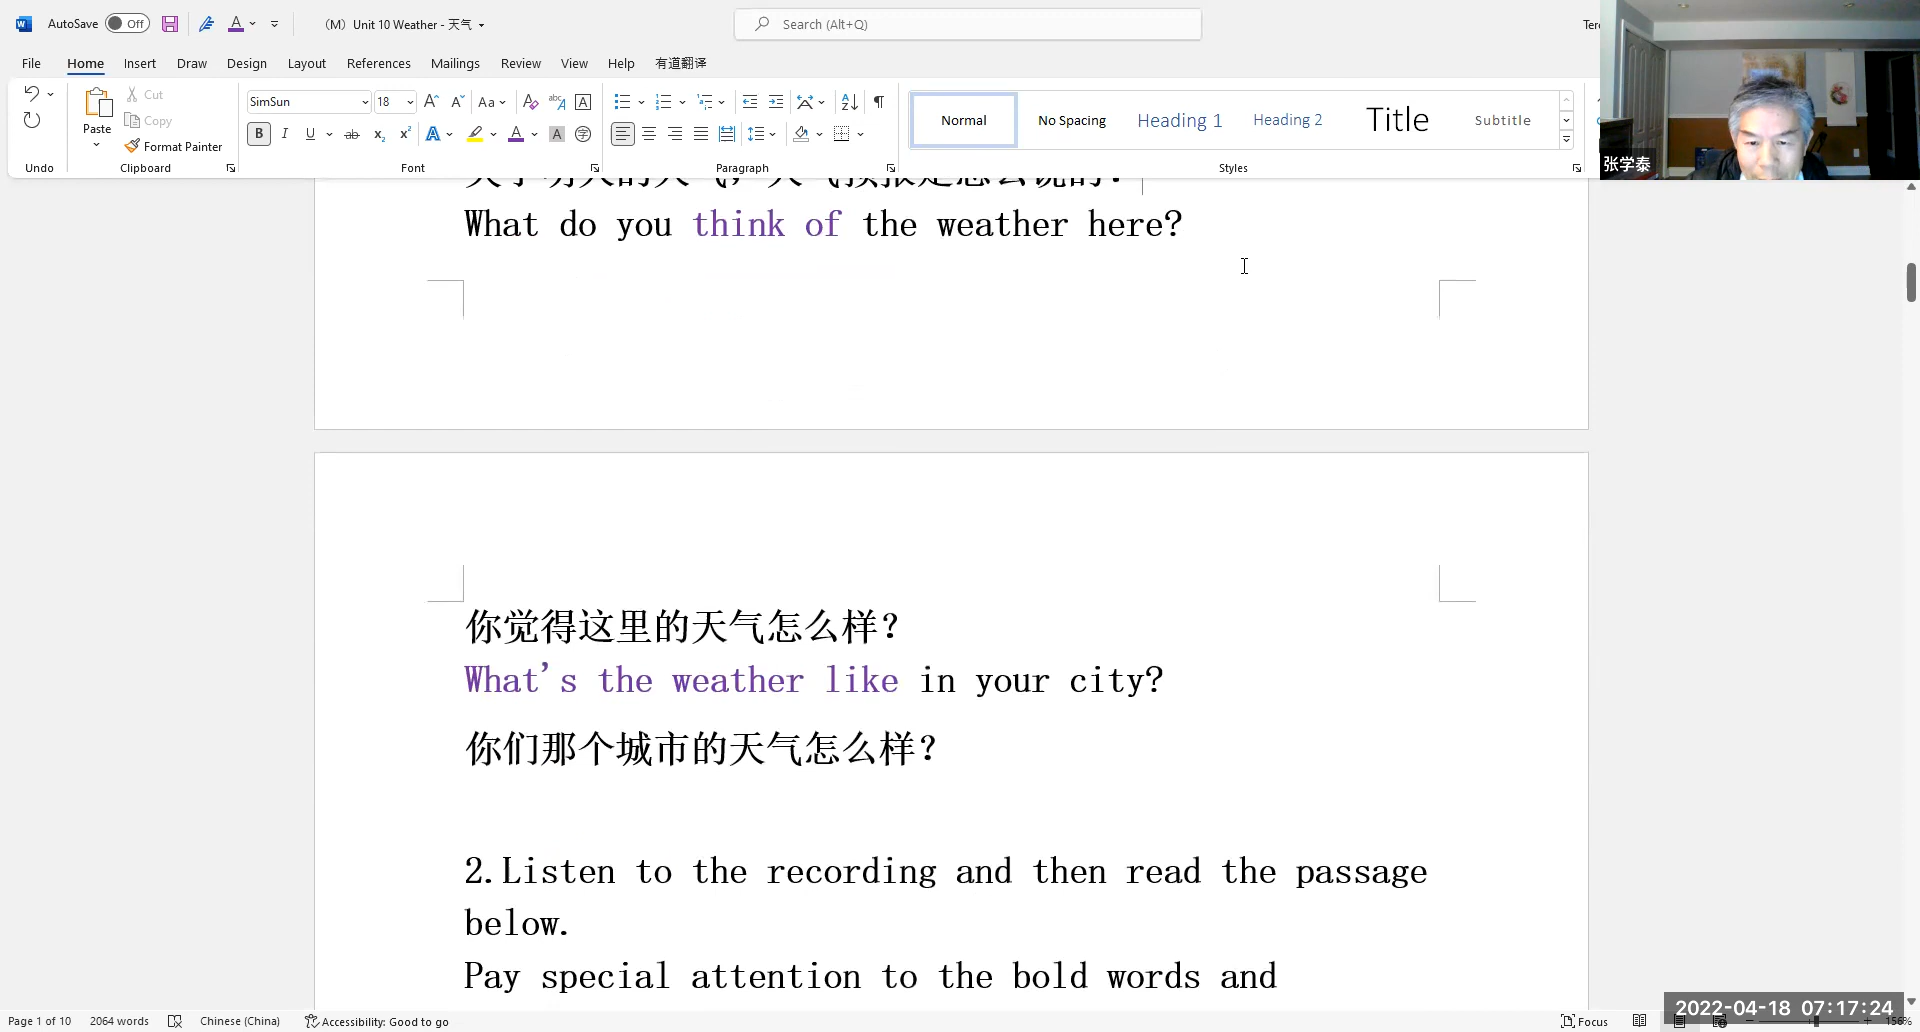 AutoSave Off (M) Unit 10 Weather - 天气 Search (Alt+Q)
File Home Insert Draw Design Layout References Mailings Review View Help 有道翻译
Paste Cut Copy Format Painter
SimSun 18
Normal No Spacing Heading 1 Heading 2 Title Subtitle
Undo Clipboard Font Paragraph Styles
张学泰
What do you think of the weather here?
你觉得这里的天气怎么样？
What's the weather like in your city?
你们那个城市的天气怎么样？
2.Listen to the recording and then read the passage
below.
Pay special attention to the bold words and
Page 1 of 10 2064 words Chinese (China) Accessibility: Good to go Focus 156%
2022-04-18 07:17:24